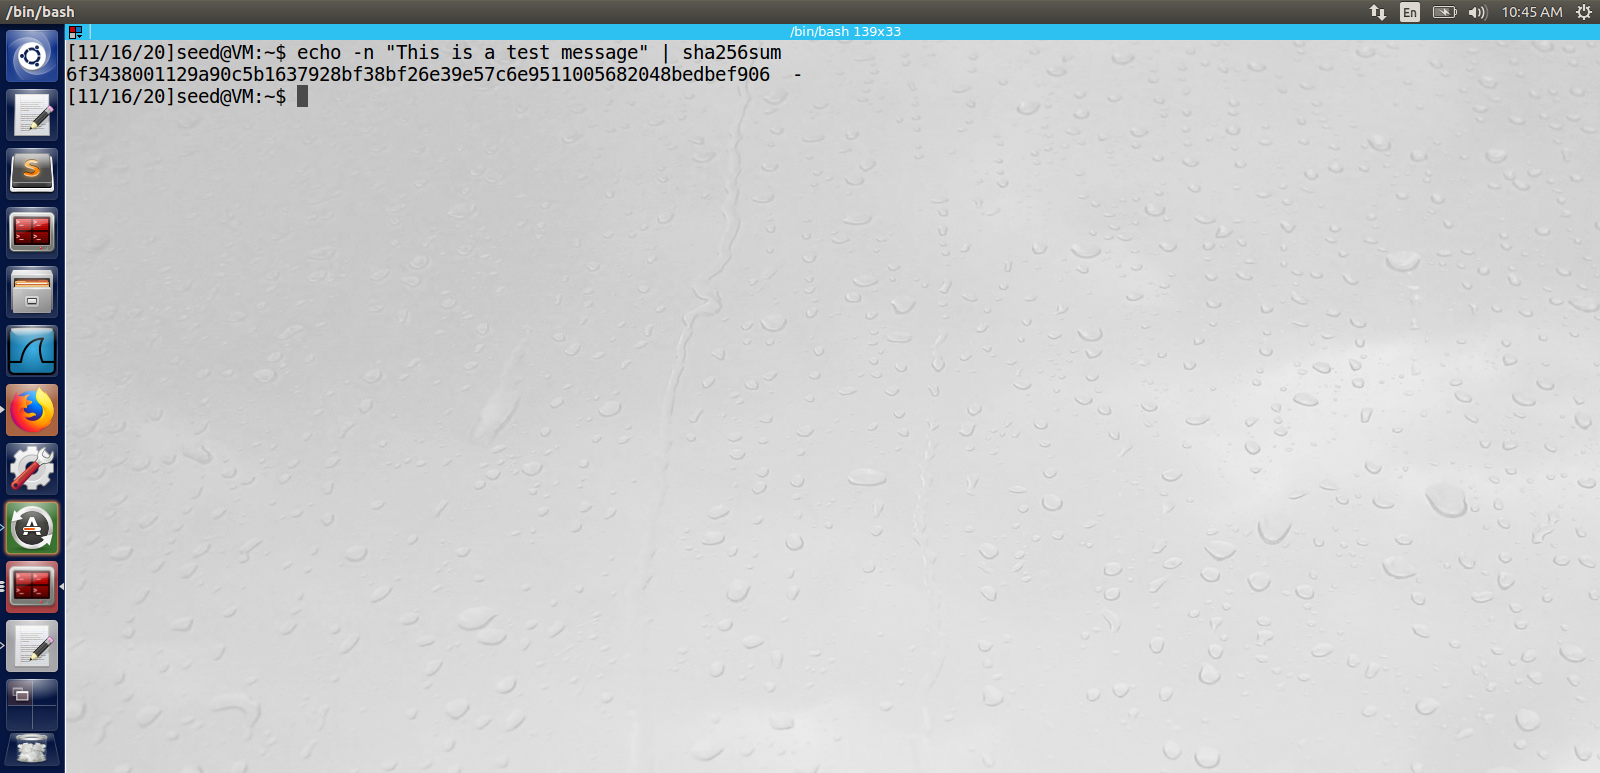 /bin/bash
En
10:45 AM
/bin/bash 139x33
[11/16/20]seed@VM:~$ echo -n "This is a test message" | sha256sum
6f3438001129a90c5b1637928bf38bf26e39e57c6e9511005682048bedbef906  -
[11/16/20]seed@VM:~$